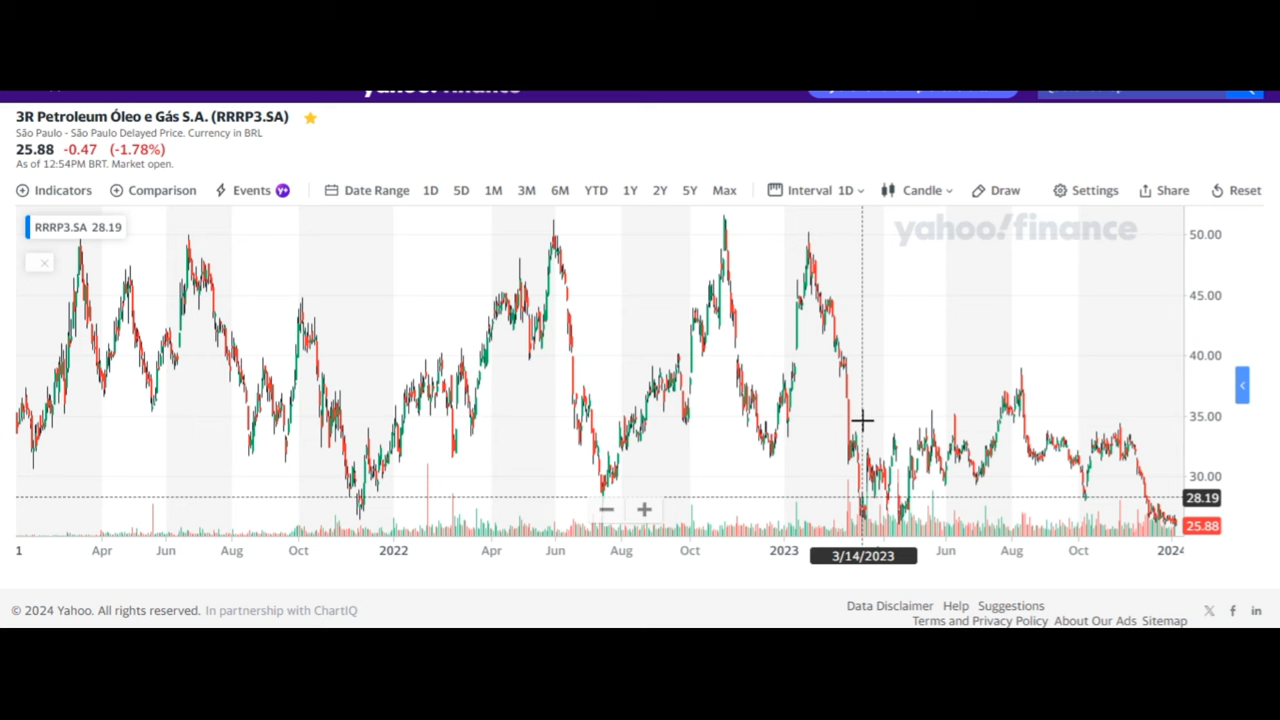 3R Petroleum Óleo e Gás S.A. (RRRP3.SA)
São Paulo - São Paulo Delayed Price. Currency in BRL
25.88 -0.47 (-1.78%)
As of 12:54PM BRT. Market open.
Indicators Comparison Events Y+ Date Range 1D 5D 1M 3M 6M YTD 1Y 2Y 5Y Max Interval 1D Candle Draw Settings Share Reset
RRRP3.SA 28.19
yahoo!finance
50.00
45.00
40.00
35.00
30.00
28.19
25.88
1 Apr Jun Aug Oct 2022 Apr Jun Aug Oct 2023 Jun Aug Oct 2024
3/14/2023
© 2024 Yahoo. All rights reserved. In partnership with ChartIQ
Data Disclaimer Help Suggestions
Terms and Privacy Policy About Our Ads Sitemap